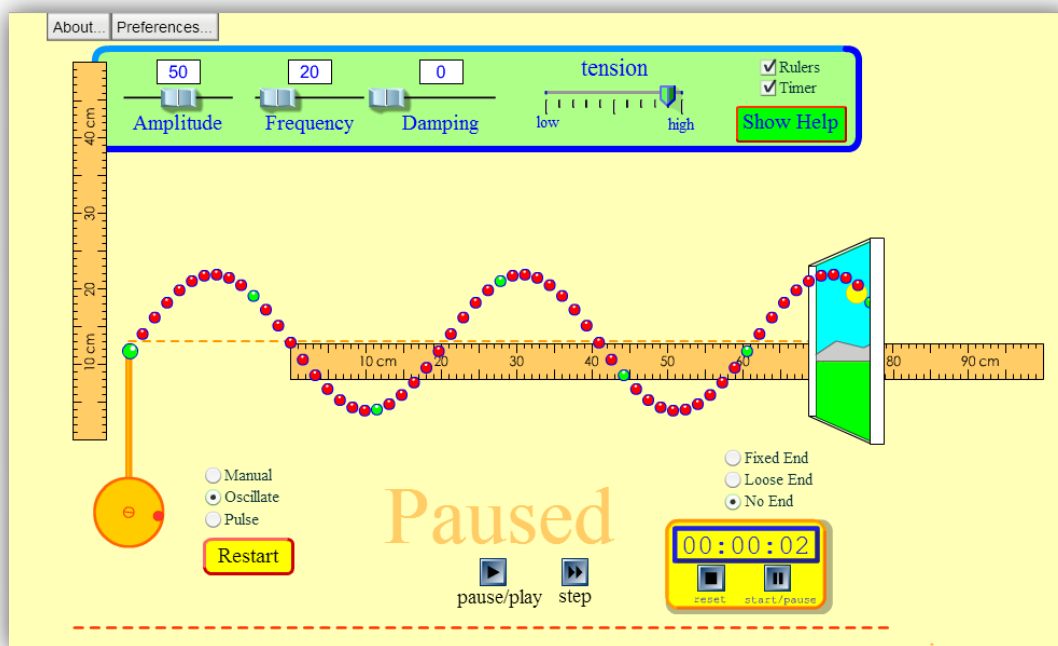 About... Preferences...
50 20 0
Amplitude Frequency Damping
tension
low high
Rulers
Timer
Show Help
40 cm
30
20
10 cm
10 cm 20 30 40 50 60 80 90 cm
Manual
Oscillate
Pulse
Restart
Paused
pause/play step
Fixed End
Loose End
No End
00:00:02
reset start/pause